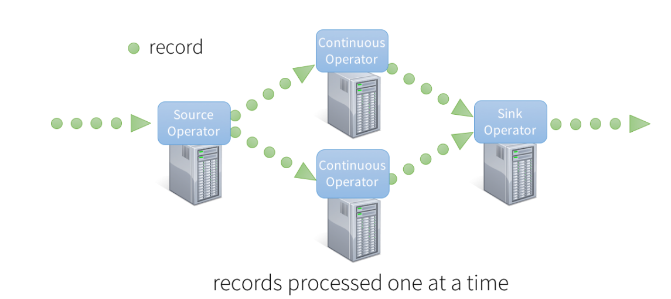 record
Continuous
Operator
Source
Operator
Sink
Operator
Continuous
Operator
records processed one at a time